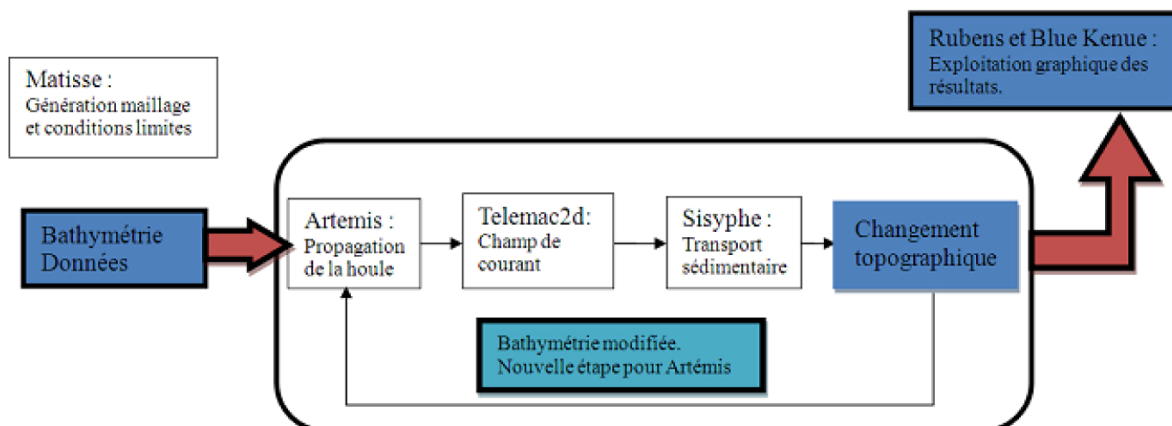 Matisse :
Génération maillage
et conditions limites
Rubens et Blue Kenue :
Exploitation graphique des
résultats.
Bathymétrie
Données
Artemis :
Propagation
de la houle
Telemac2d:
Champ de
courant
Sisyphe :
Transport
sédimentaire
Changement
topographique
Bathymétrie modifiée.
Nouvelle étape pour Artémis